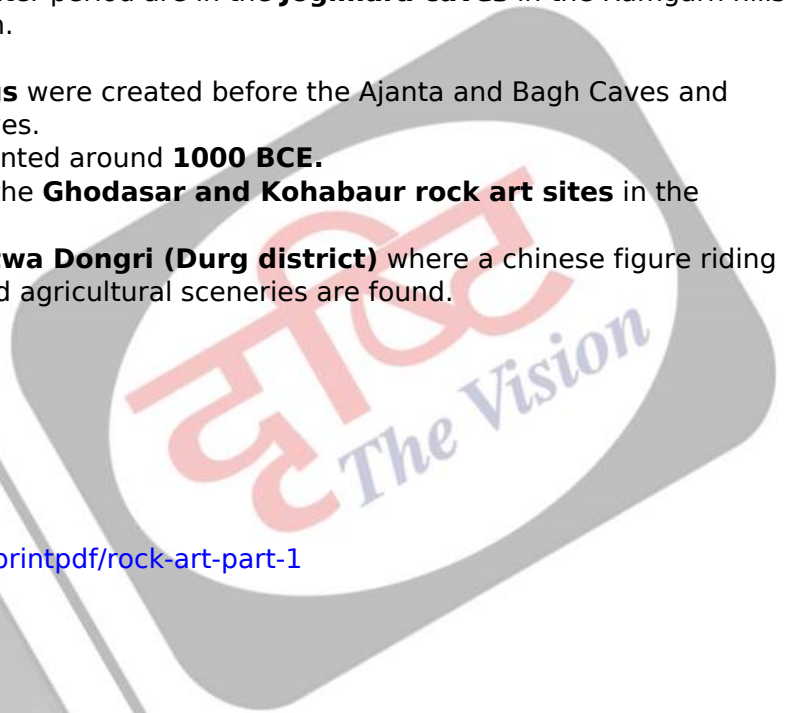 period are in the Jogimara Caves in the Ramgarh hills
n.
gs were created before the Ajanta and Bagh Caves and
es.
nted around 1000 BCE.
he Ghodasar and Kohabaur rock art sites in the
twa Dongri (Durg district) where a chinese figure riding
d agricultural sceneries are found.
दृष्टि
The Vision
printpdf/rock-art-part-1